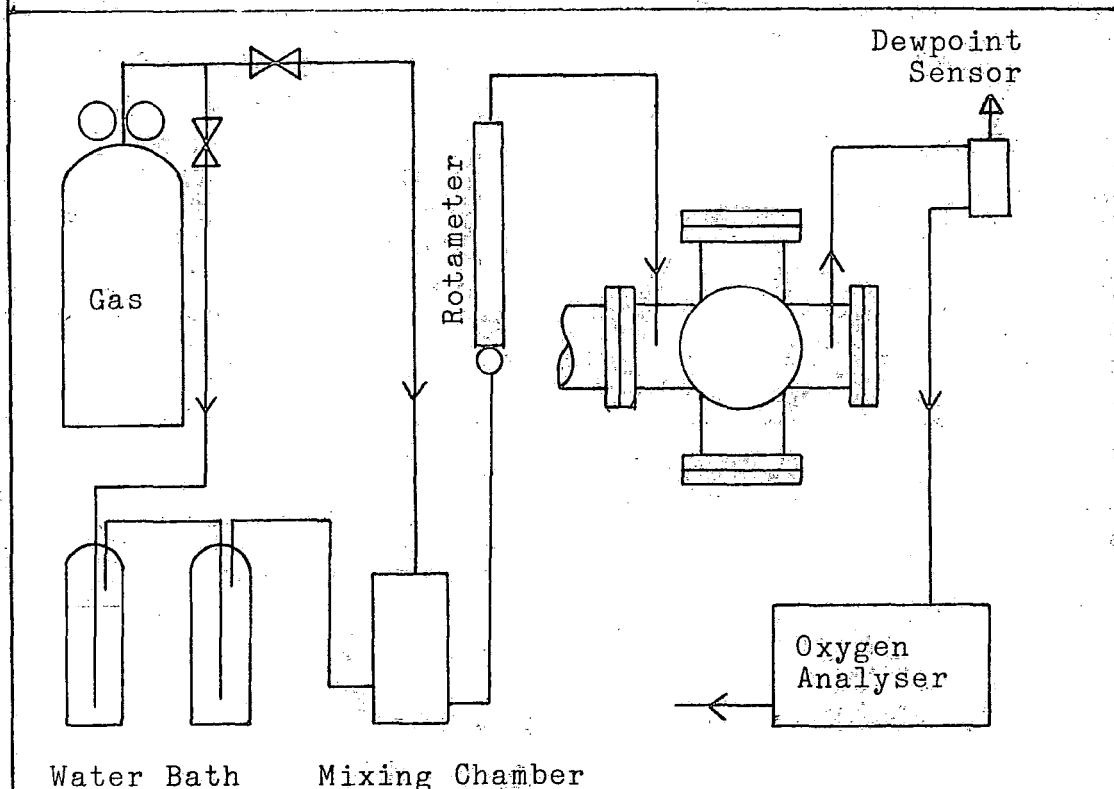 Dewpoint
Sensor
Gas
Rotameter
Oxygen
Analyser
Water Bath
Mixing Chamber